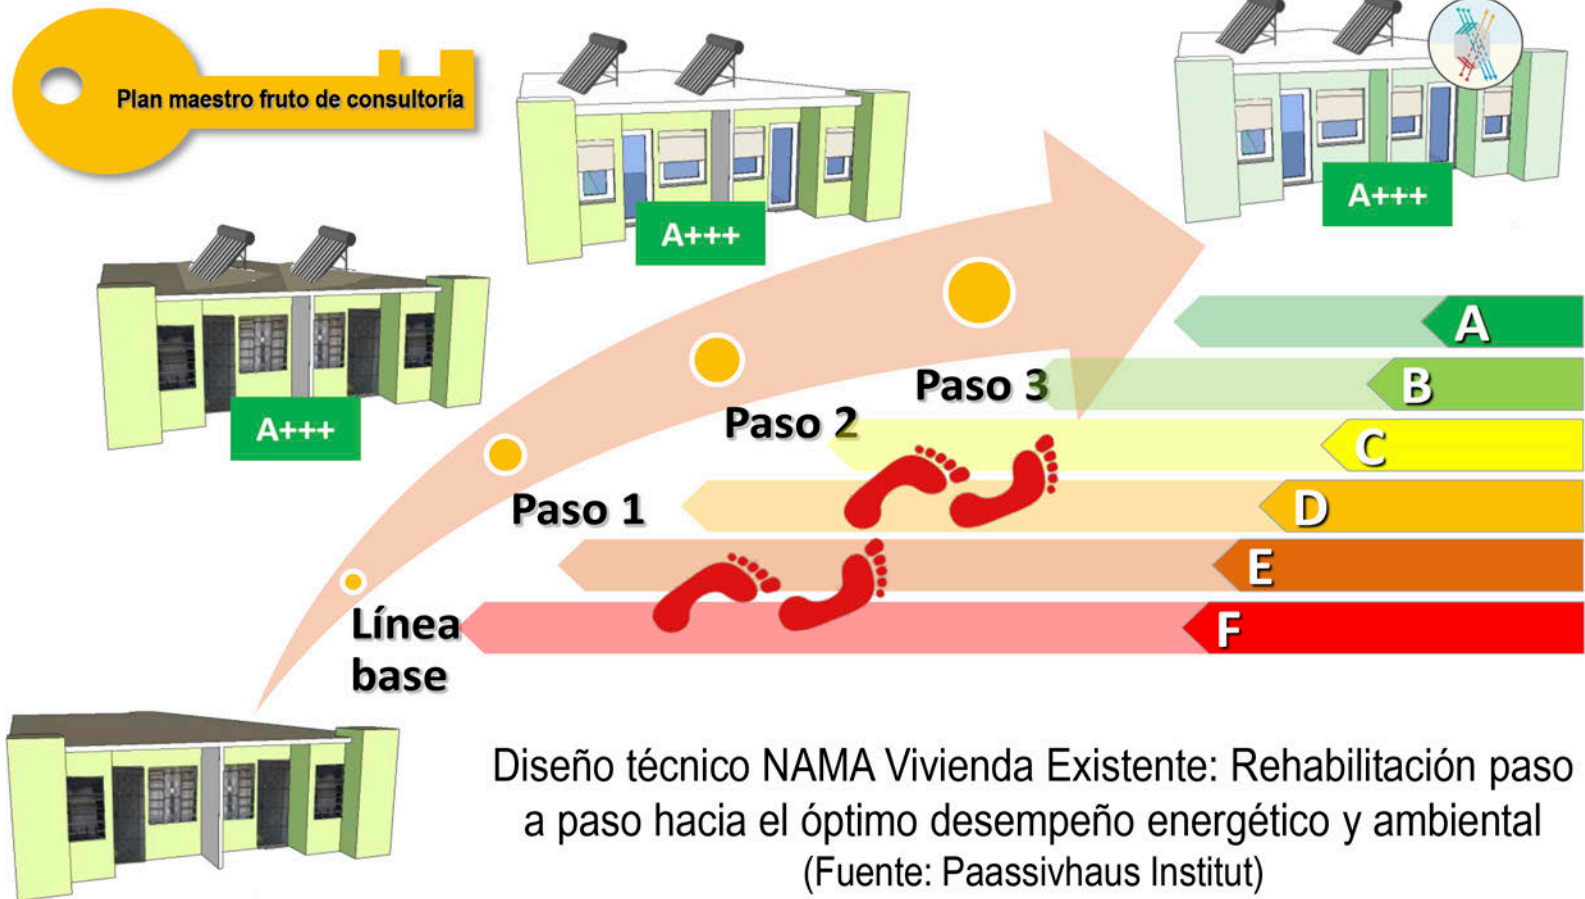 Plan maestro fruto de consultoría
A+++
A+++
A+++
A
B
Paso 3
C
Paso 2
D
Paso 1
E
F
Línea
base
Diseño técnico NAMA Vivienda Existente: Rehabilitación paso
a paso hacia el óptimo desempeño energético y ambiental
(Fuente: Paassivhaus Institut)